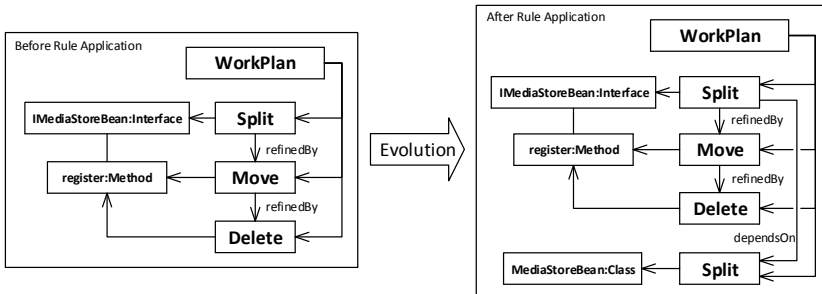 Before Rule Application
WorkPlan
IMediaStoreBean:Interface
Split
refinedBy
register:Method
Move
refinedBy
Delete
Evolution
After Rule Application
WorkPlan
IMediaStoreBean:Interface
Split
refinedBy
register:Method
Move
refinedBy
Delete
dependsOn
MediaStoreBean:Class
Split